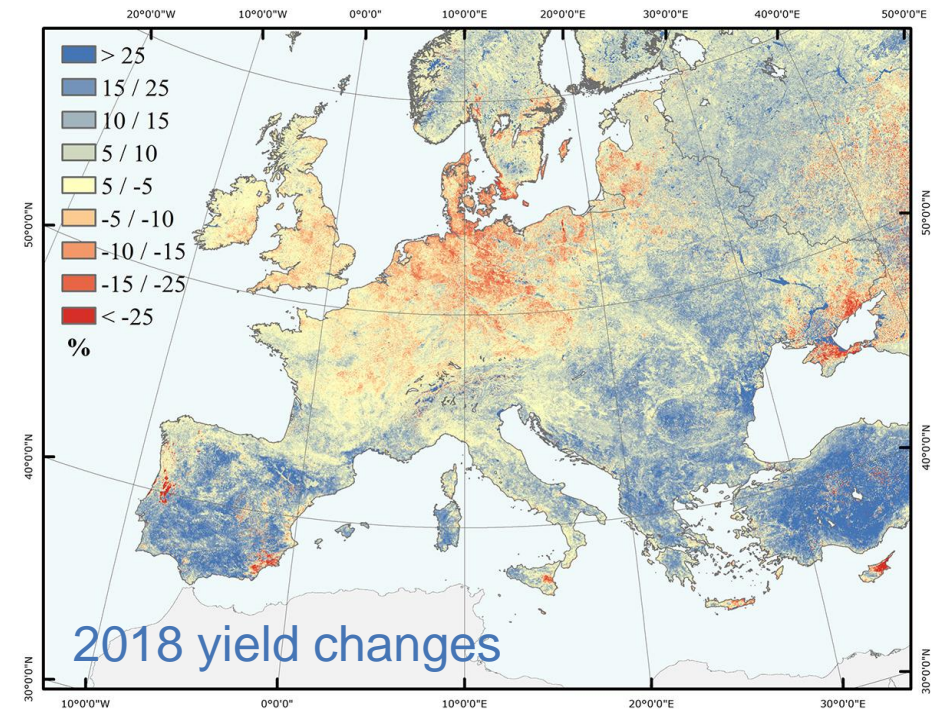 20°0'0"W 10°0'0"W 0°0'0" 10°0'0"E 20°0'0"E 30°0'0"E 40°0'0"E 50°0'0"E
> 25
15 / 25
10 / 15
5 / 10
5 / -5
-5 / -10
-10 / -15
-15 / -25
< -25
%
50°0'0"N
40°0'0"N
30°0'0"N
50°0'0"N
40°0'0"N
30°0'0"N
2018 yield changes
10°0'0"W 0°0'0" 10°0'0"E 20°0'0"E 30°0'0"E